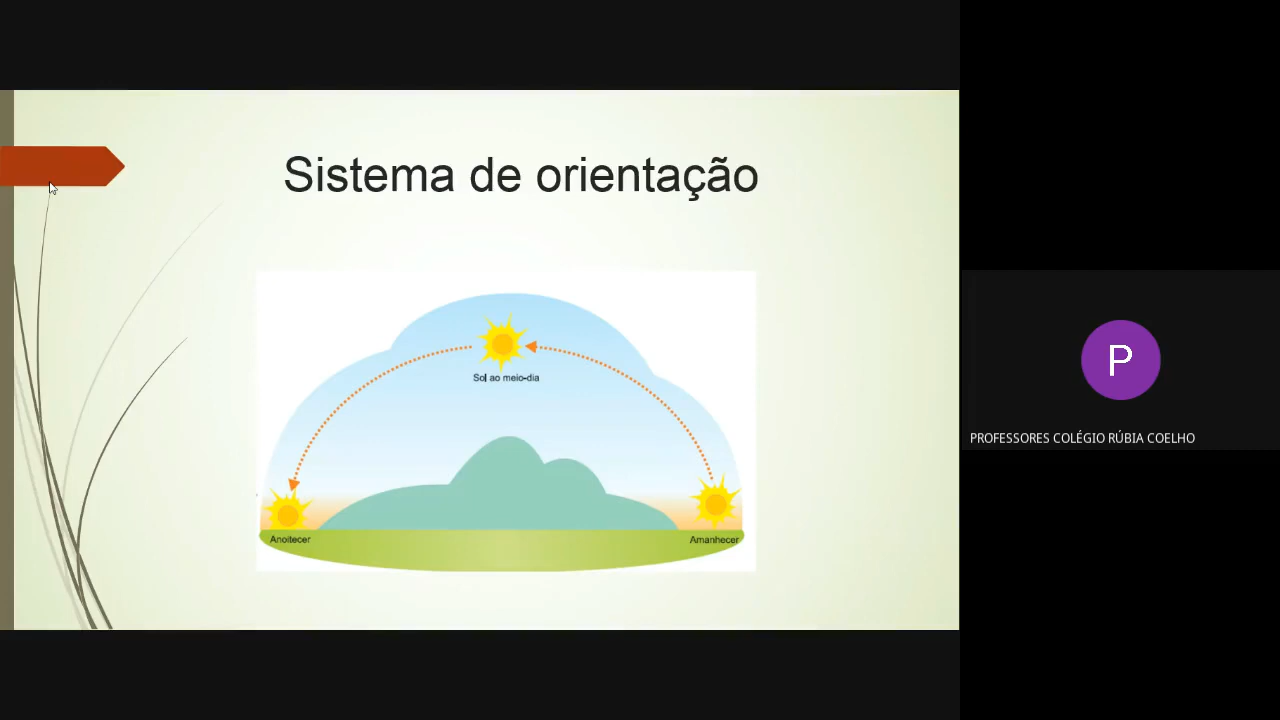 Sistema de orientação
Sol ao meio-dia
Anoitecer
Amanhecer
P
PROFESSORES COLÉGIO RÚBIA COELHO